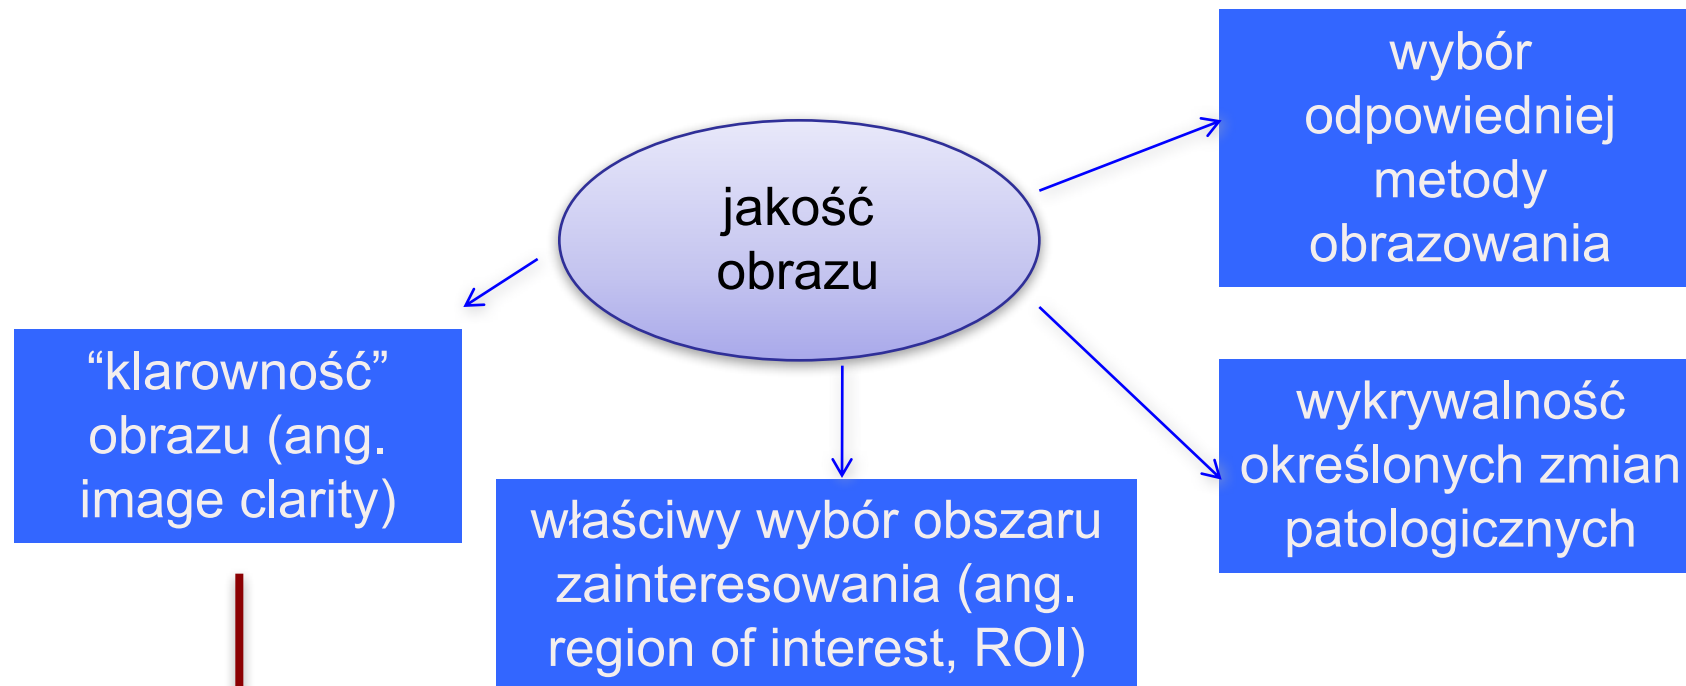 jakość
obrazu
wybór
odpowiedniej
metody
obrazowania
“klarowność”
obrazu (ang.
image clarity)
właściwy wybór obszaru
zainteresowania (ang.
region of interest, ROI)
wykrywalność
określonych zmian
patologicznych